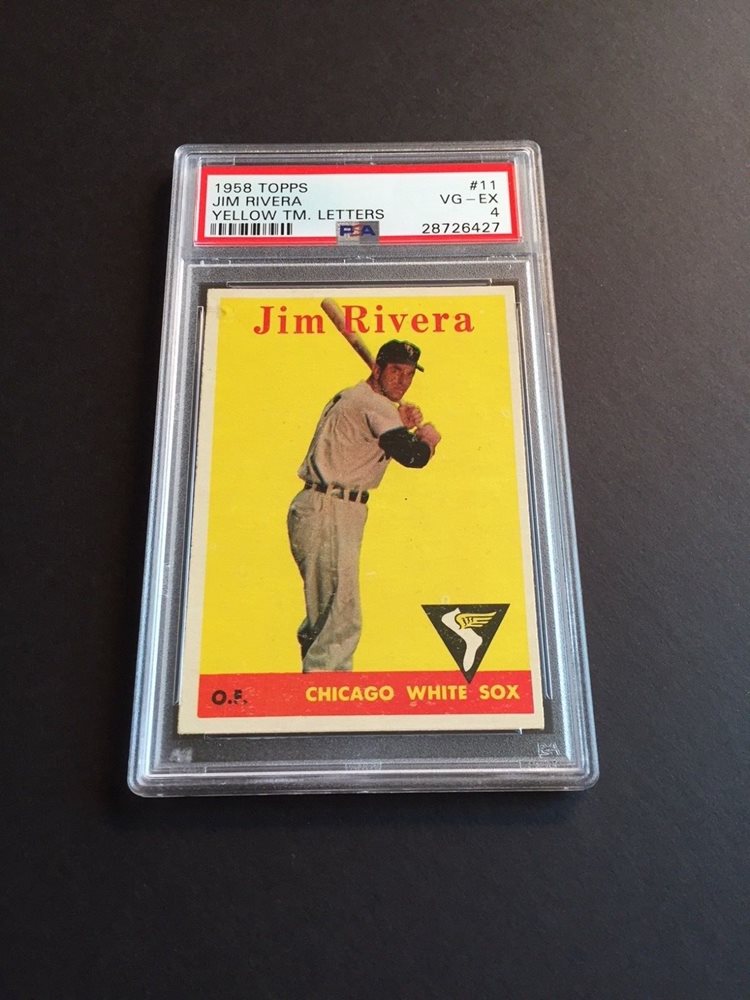 1958 TOPPS #11
JIM RIVERA VG-EX
YELLOW TM. LETTERS 4
PSA 28726427
Jim Rivera
O.F. CHICAGO WHITE SOX